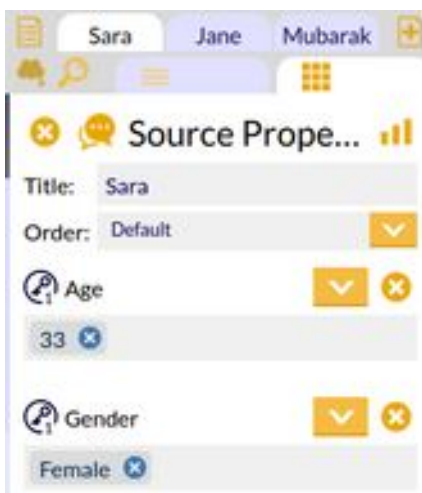 Sara Jane Mubarak
Source Prope...
Title: Sara
Order: Default
Age
33
Gender
Female